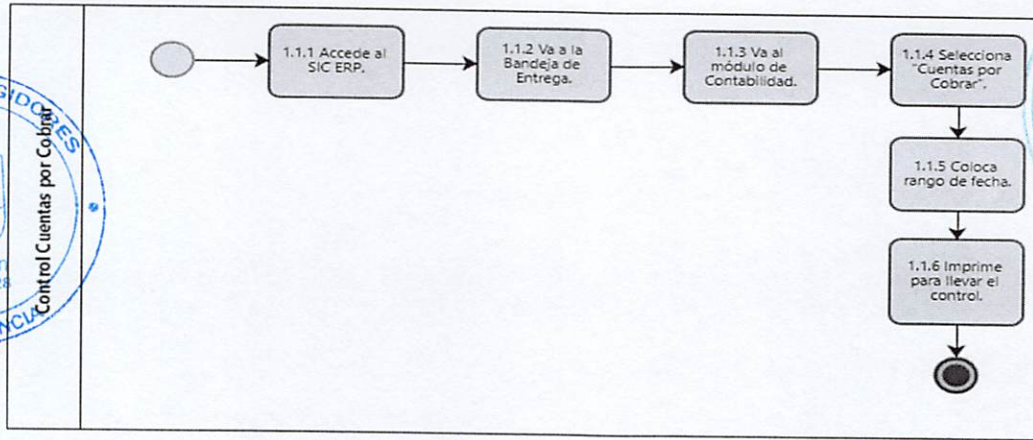 Control Cuentas por Cobrar
1.1.1 Accede al
SIC ERP.
1.1.2 Va a la
Bandeja de
Entrega.
1.1.3 Va al
módulo de
Contabilidad.
1.1.4 Selecciona
"Cuentas por
Cobrar".
1.1.5 Coloca
rango de fecha.
1.1.6 Imprime
para llevar el
control.